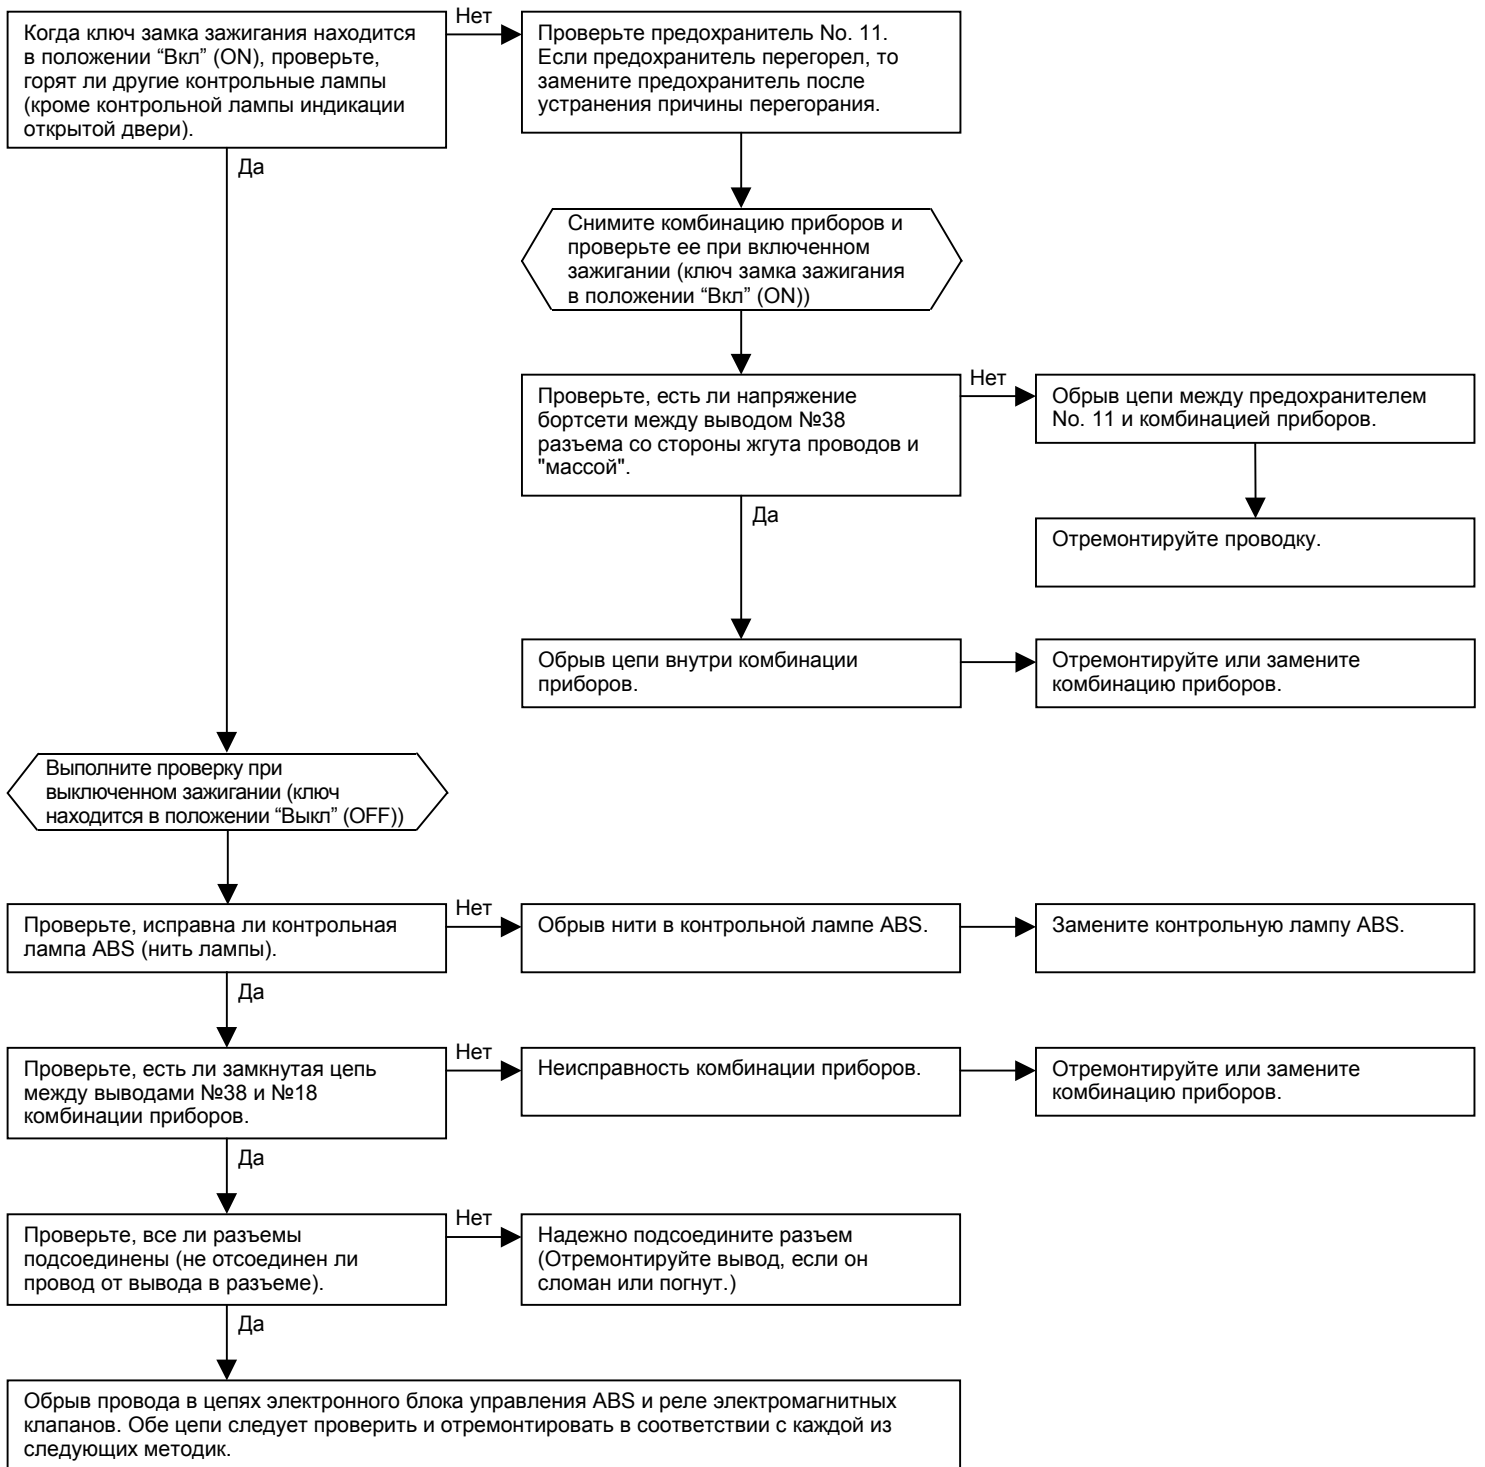 Когда ключ замка зажигания находится
в положении “Вкл” (ON), проверьте,
горят ли другие контрольные лампы
(кроме контрольной лампы индикации
открытой двери).
Нет
Проверьте предохранитель No. 11.
Если предохранитель перегорел, то
замените предохранитель после
устранения причины перегорания.
Да
Снимите комбинацию приборов и
проверьте ее при включенном
зажигании (ключ замка зажигания
в положении “Вкл” (ON))
Проверьте, есть ли напряжение
бортсети между выводом №38
разъема со стороны жгута проводов и
"массой".
Нет
Обрыв цепи между предохранителем
No. 11 и комбинацией приборов.
Да
Отремонтируйте проводку.
Обрыв цепи внутри комбинации
приборов.
Отремонтируйте или замените
комбинацию приборов.
Выполните проверку при
выключенном зажигании (ключ
находится в положении “Выкл” (OFF))
Проверьте, исправна ли контрольная
лампа ABS (нить лампы).
Нет
Обрыв нити в контрольной лампе ABS.
Замените контрольную лампу ABS.
Да
Проверьте, есть ли замкнутая цепь
между выводами №38 и №18
комбинации приборов.
Нет
Неисправность комбинации приборов.
Отремонтируйте или замените
комбинацию приборов.
Да
Проверьте, все ли разъемы
подсоединены (не отсоединен ли
провод от вывода в разъеме).
Нет
Надежно подсоедините разъем
(Отремонтируйте вывод, если он
сломан или погнут.)
Да
Обрыв провода в цепях электронного блока управления ABS и реле электромагнитных
клапанов. Обе цепи следует проверить и отремонтировать в соответствии с каждой из
следующих методик.